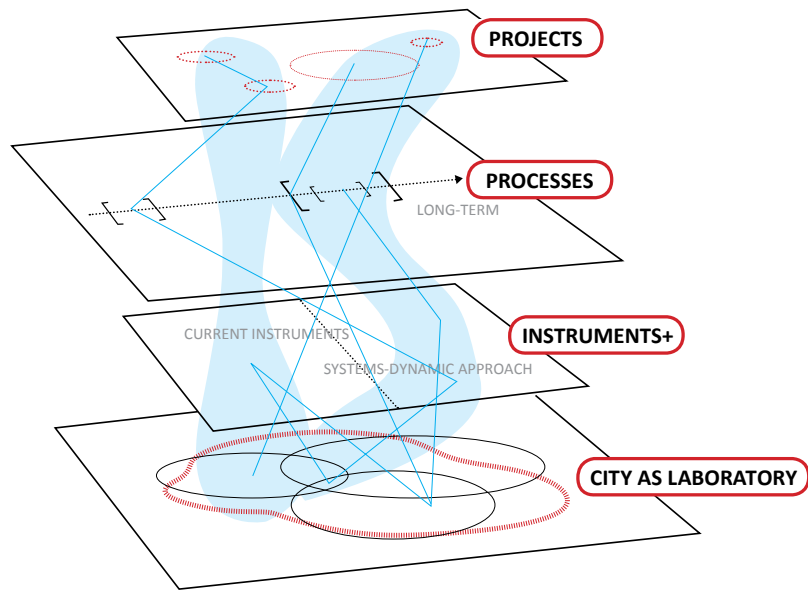 PROJECTS
PROCESSES
LONG-TERM
CURRENT INSTRUMENTS
INSTRUMENTS+
SYSTEMS-DYNAMIC APPROACH
CITY AS LABORATORY